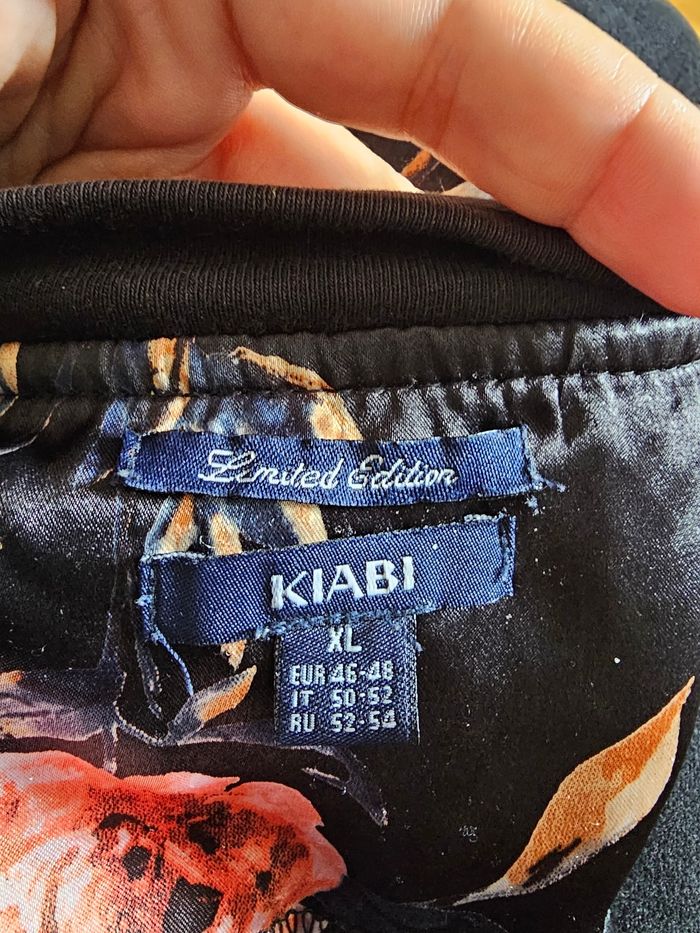 Limited Edition
KIABI
XL
EUR 46-48
IT 50-52
RU 52-54